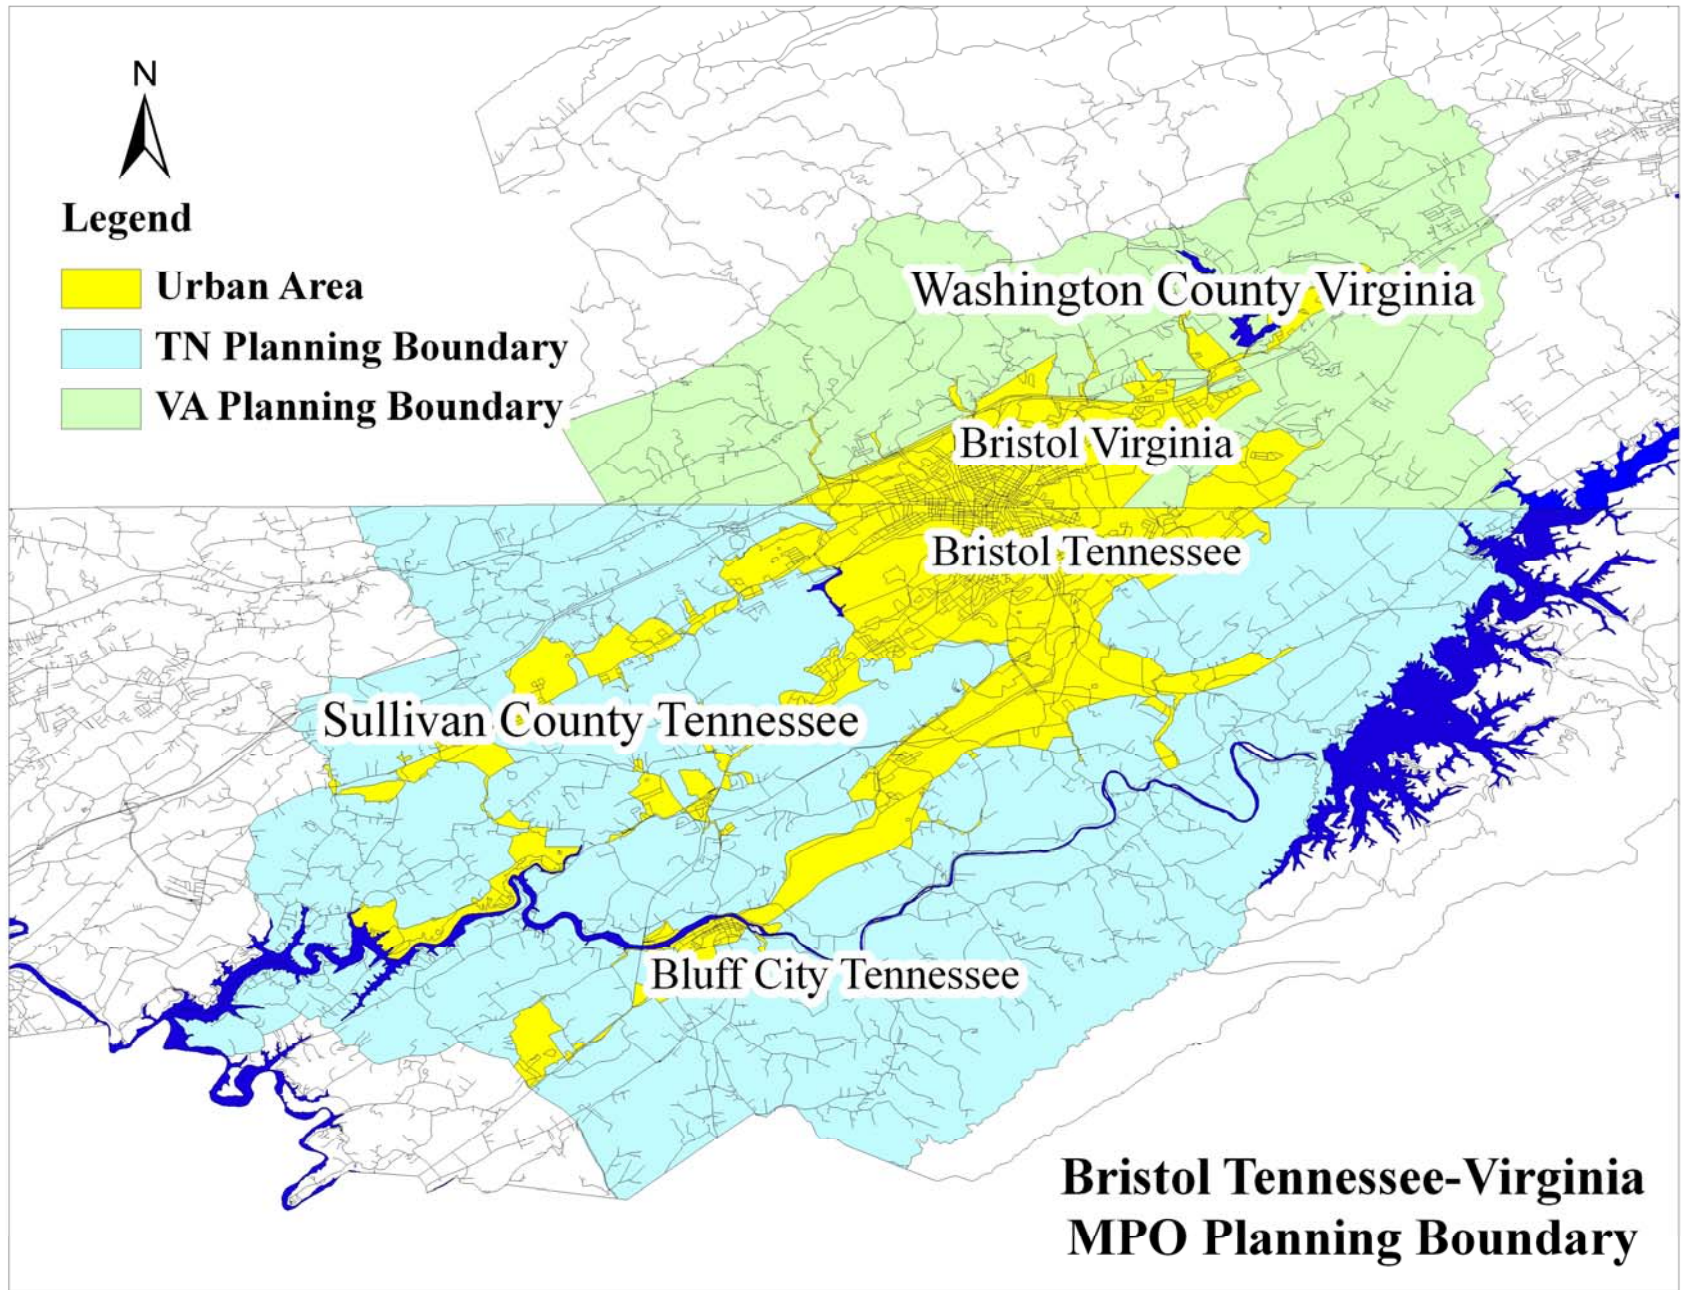 N
Legend
Urban Area
TN Planning Boundary
VA Planning Boundary
Washington County Virginia
Bristol Virginia
Bristol Tennessee
Sullivan County Tennessee
Bluff City Tennessee
Bristol Tennessee-Virginia
MPO Planning Boundary